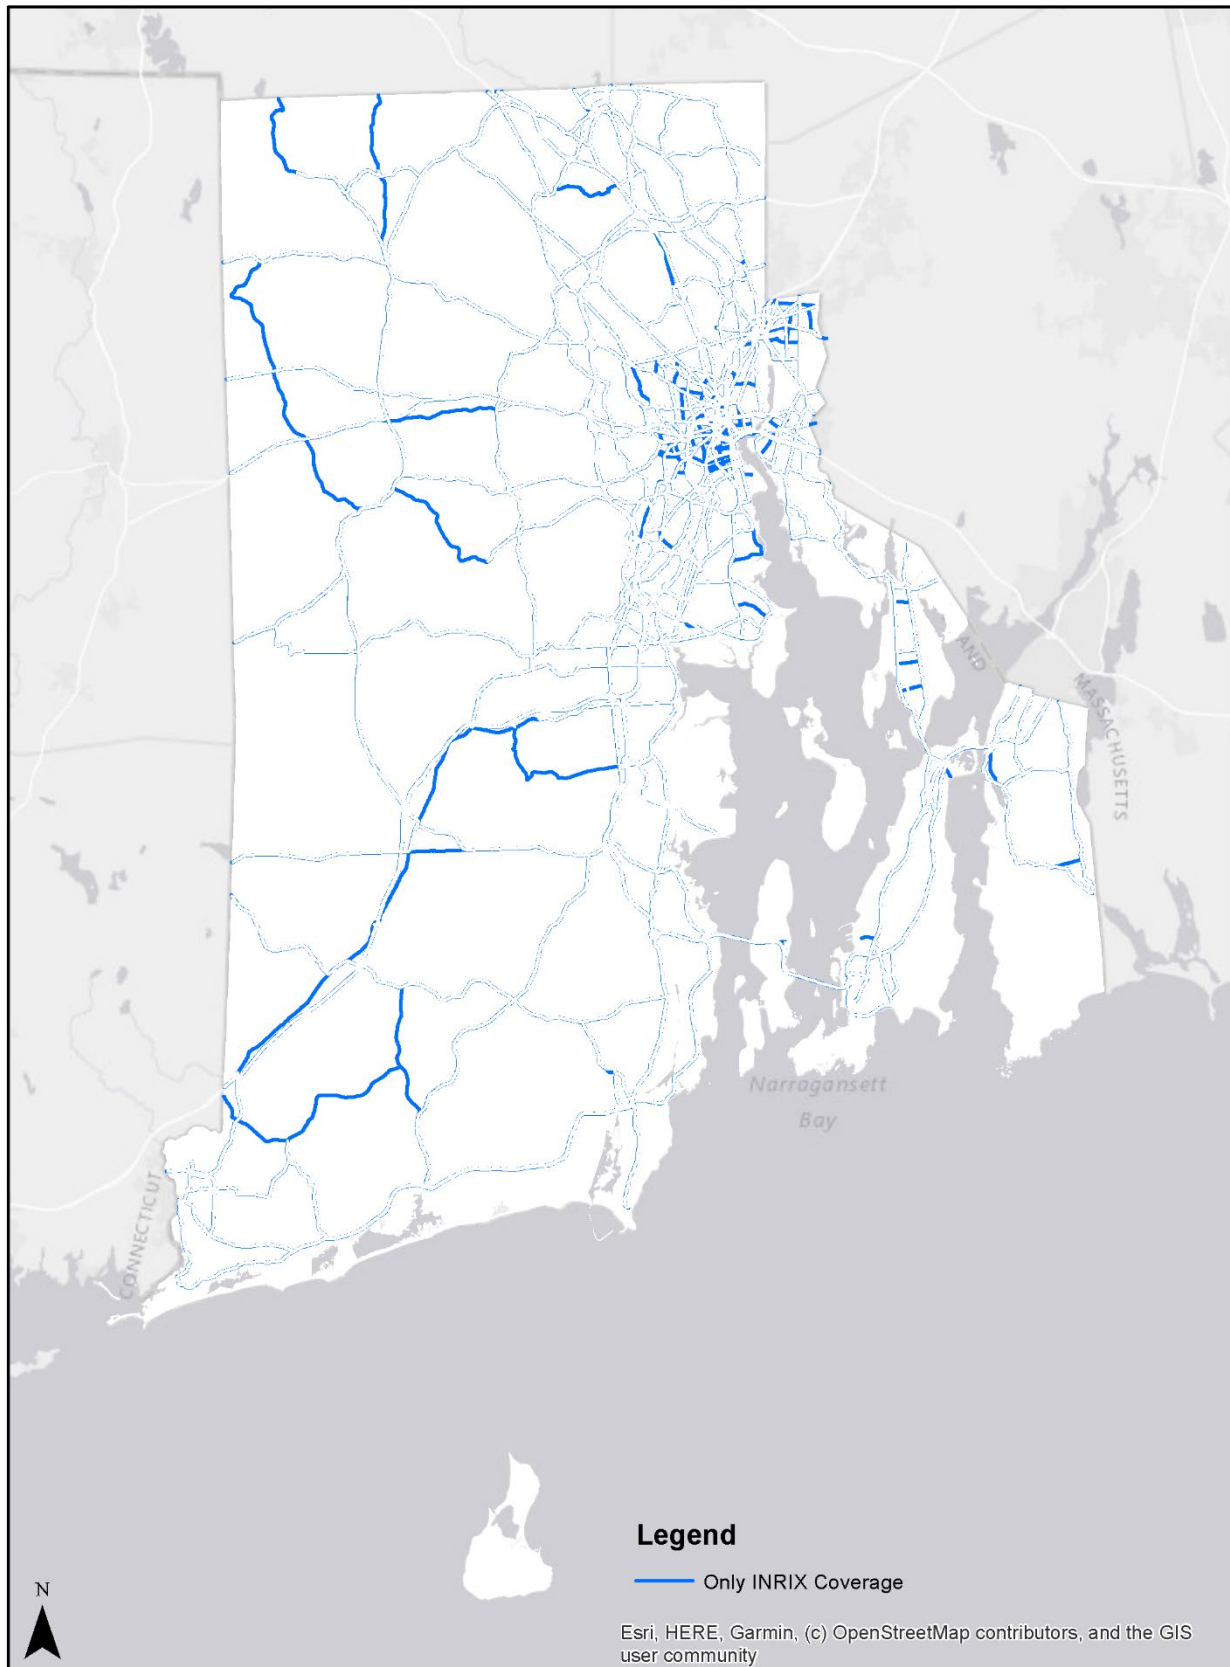 AND
MASSACHUSETTS
Narragansett
Bay
CONNECTICUT
Legend
Only INRIX Coverage
N
Esri, HERE, Garmin, (c) OpenStreetMap contributors, and the GIS
user community